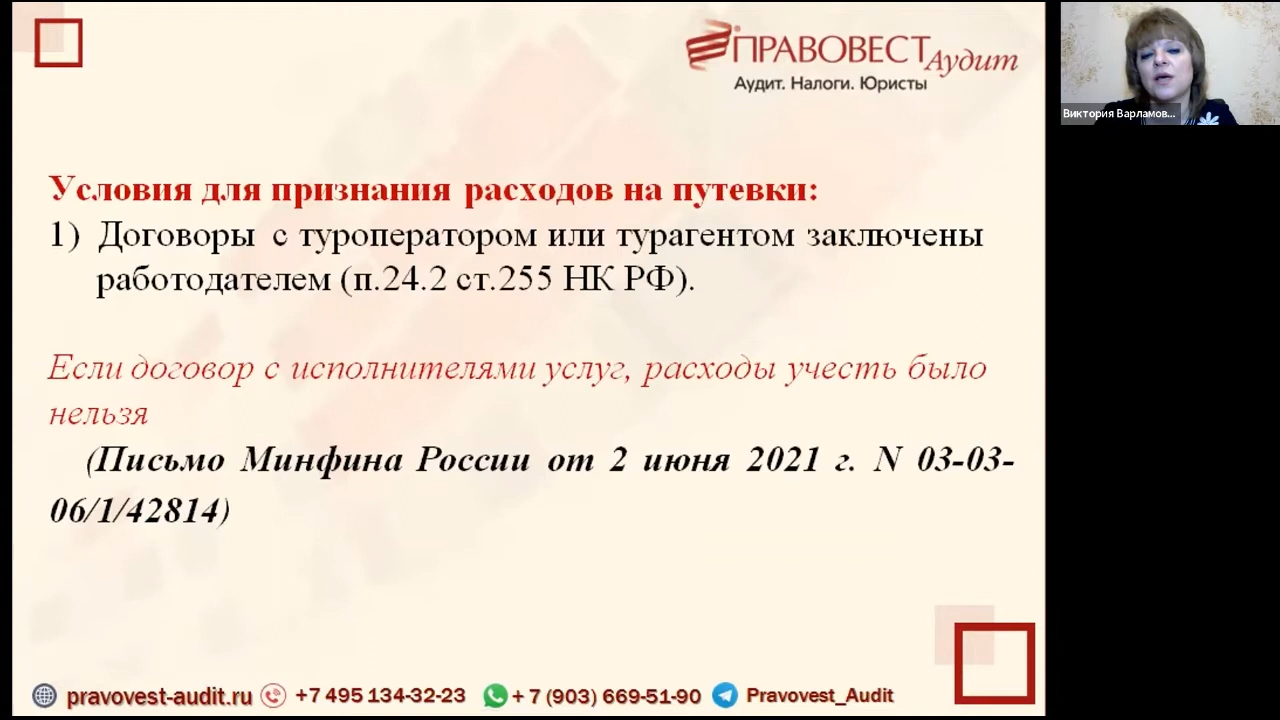 ПРАВОВЕСТ Аудит
Аудит. Налоги. Юристы
Виктория Варламов...
Условия для признания расходов на путевки:
1) Договоры с туроператором или турагентом заключены
работодателем (п.24.2 ст.255 НК РФ).
Если договор с исполнителями услуг, расходы учесть было
нельзя
(Письмо Минфина России от 2 июня 2021 г. N 03-03-
06/1/42814)
pravovest-audit.ru +7 495 134-32-23 + 7 (903) 669-51-90 Pravovest_Audit